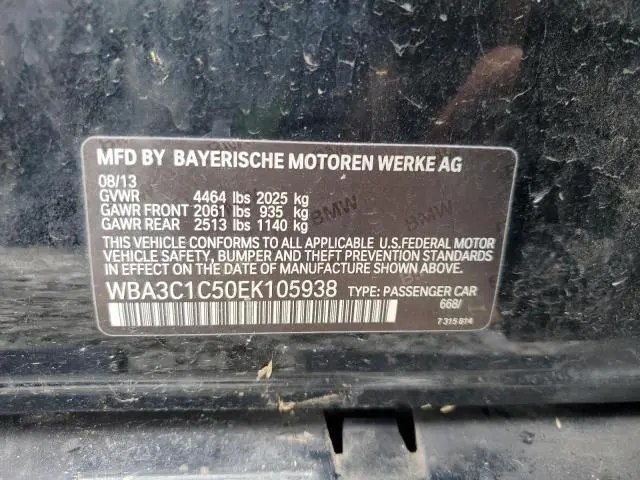 MFD BY BAYERISCHE MOTOREN WERKE AG
08/13
GVWR 4464 lbs 2025 kg
GAWR FRONT 2061 lbs 935 kg
GAWR REAR 2513 lbs 1140 kg
THIS VEHICLE CONFORMS TO ALL APPLICABLE U.S.FEDERAL MOTOR
VEHICLE SAFETY, BUMPER AND THEFT PREVENTION STANDARDS
IN EFFECT ON THE DATE OF MANUFACTURE SHOWN ABOVE.
WBA3C1C50EK105938 TYPE: PASSENGER CAR
668/
7 315 814